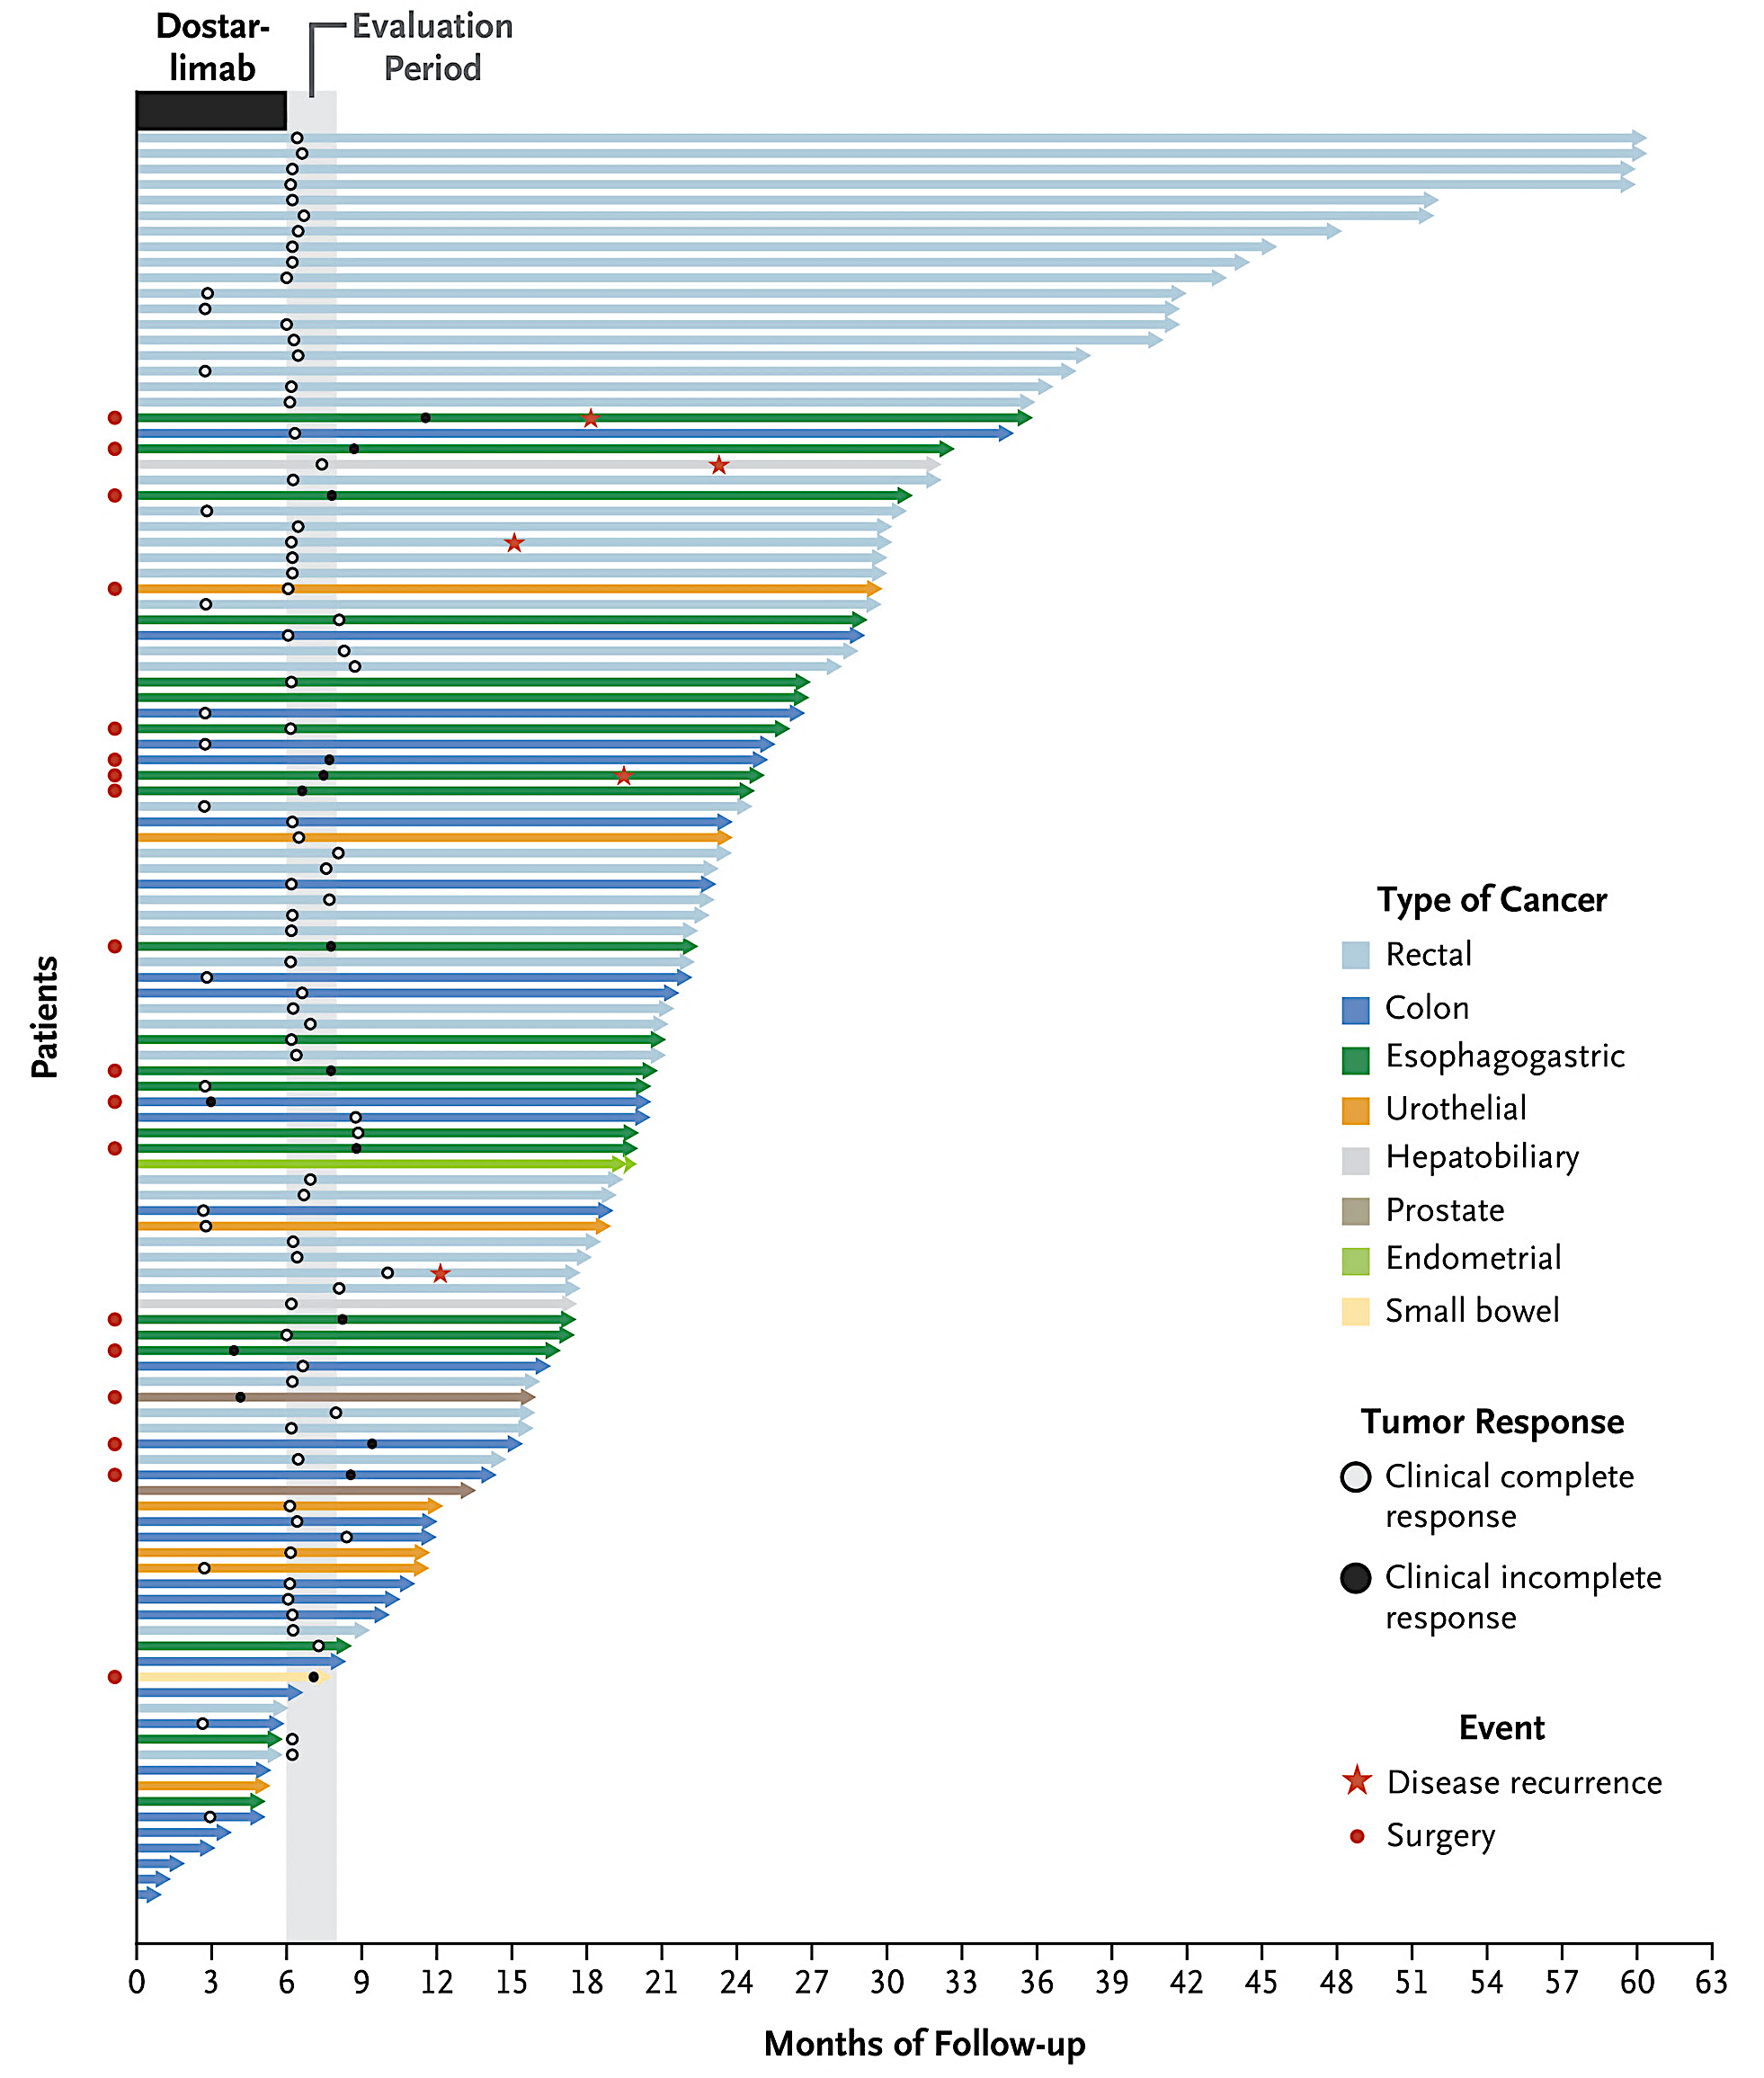 Dostar-
limab
Evaluation
Period
Patients
Type of Cancer
Rectal
Colon
Esophagogastric
Urothelial
Hepatobiliary
Prostate
Endometrial
Small bowel
Tumor Response
Clinical complete
response
Clinical incomplete
response
Event
Disease recurrence
Surgery
0 3 6 9 12 15 18 21 24 27 30 33 36 39 42 45 48 51 54 57 60 63
Months of Follow-up